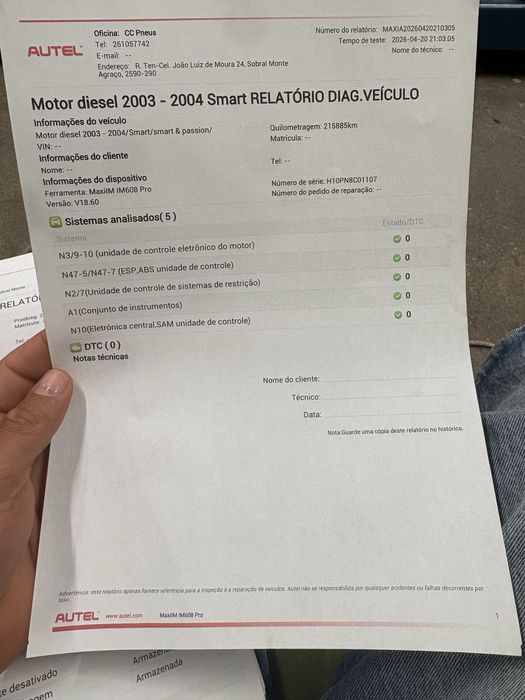 AUTEL
Oficina: CC Pneus
Tel: 261057742
E-mail: --
Endereço: R. Ten-Cel. João Luiz de Moura 24, Sobral Monte
Agraço, 2590-290
Número do relatório: MAXIA20260420210305
Tempo de teste: 2026-04-20 21:03:05
Nome do técnico: --
Motor diesel 2003 - 2004 Smart RELATÓRIO DIAG.VEÍCULO
Informações do veículo
Motor diesel 2003 - 2004/Smart/smart & passion/
Quilometragem: 215885km
VIN: --
Matricula: --
Informações do cliente
Nome: --
Tel: --
Informações do dispositivo
Ferramenta: MaxiIM IM608 Pro
Número de série: H10PN8C01107
Versão: V18.60
Número do pedido de reparação: --
Sistemas analisados( 5 )
Sistema
Estado/DTC
N3/9-10 (unidade de controle eletrônico do motor)
0
N47-5/N47-7 (ESP,ABS unidade de controle)
0
N2/7(Unidade de controle de sistemas de restrição)
0
A1(Conjunto de instrumentos)
0
N10(Eletrónica central,SAM unidade de controle)
0
DTC ( 0 )
Notas técnicas
Nome do cliente:
Técnico:
Data:
Nota:Guarde uma cópia deste relatório no histórico.
Advertência: este relatório apenas fornece referência para a inspeção e a reparação de veículos. Autel não se responsabiliza por quaisquer acidentes ou falhas decorrentes por
isso.
AUTEL www.autel.com MaxiIM IM608 Pro
1
RELATÓ
Matricula
Tel:
desativado
Armazenada